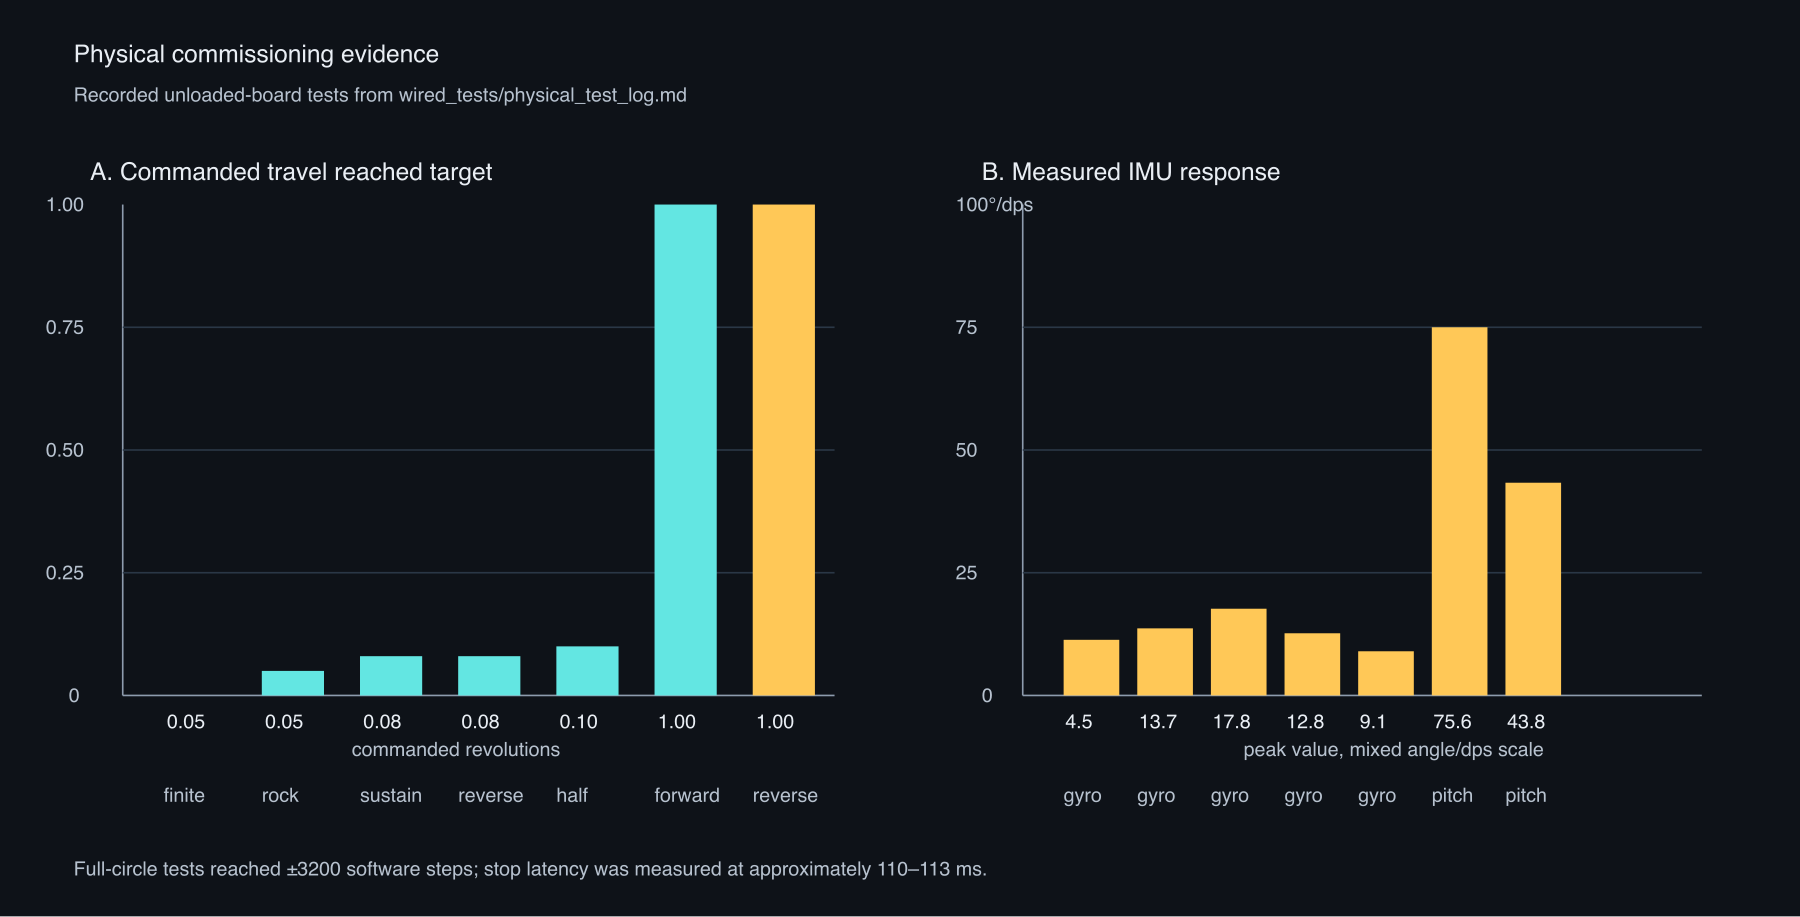 Physical commissioning evidence
Recorded unloaded-board tests from wired_tests/physical_test_log.md
A. Commanded travel reached target
1.00
0.75
0.50
0.25
0
0.05 0.05 0.08 0.08 0.10 1.00 1.00
commanded revolutions
finite rock sustain reverse half forward reverse
B. Measured IMU response
100°/dps
75
50
25
0
4.5 13.7 17.8 12.8 9.1 75.6 43.8
peak value, mixed angle/dps scale
gyro gyro gyro gyro gyro pitch pitch
Full-circle tests reached ±3200 software steps; stop latency was measured at approximately 110–113 ms.